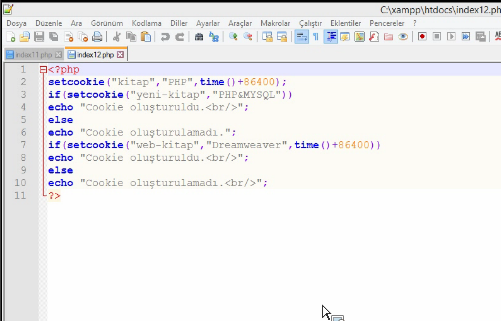 C:\xampp\htdocs\index12.ph
Dosya Düzenle Ara Görünüm Kodlama Diller Ayarlar Araçlar Makrolar Çalıştır Eklentiler Pencereler ?
index11.php index12.php
1 <?php
2 setcookie("kitap","PHP",time()+86400);
3 if(setcookie("yeni-kitap","PHP&MYSQL"))
4 echo "Cookie oluşturuldu.<br/>";
5 else
6 echo "Cookie oluşturulamadı.";
7 if(setcookie("web-kitap","Dreamweaver",time()+86400))
8 echo "Cookie oluşturuldu.<br/>";
9 else
10 echo "Cookie oluşturulamadı.<br/>";
11 ?>